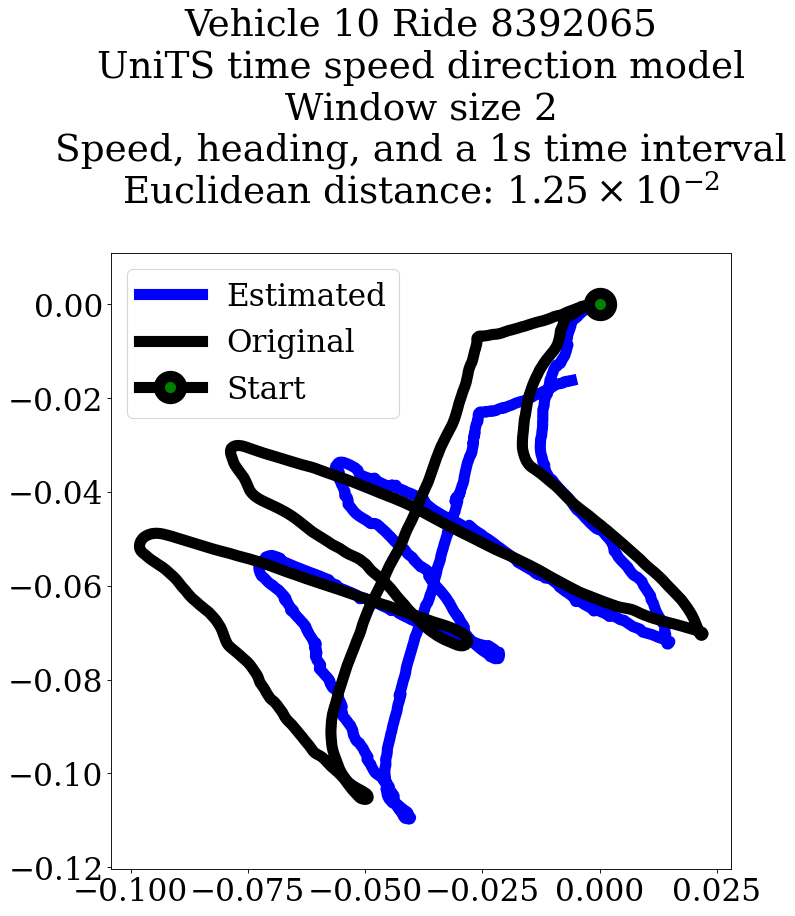 Vehicle 10 Ride 8392065
UniTS time speed direction model
Window size 2
Speed, heading, and a 1s time interval
Euclidean distance: 1.25 × 10⁻²
Estimated
Original
Start
0.00
−0.02
−0.04
−0.06
−0.08
−0.10
−0.12
−0.100 −0.075 −0.050 −0.025 0.000 0.025